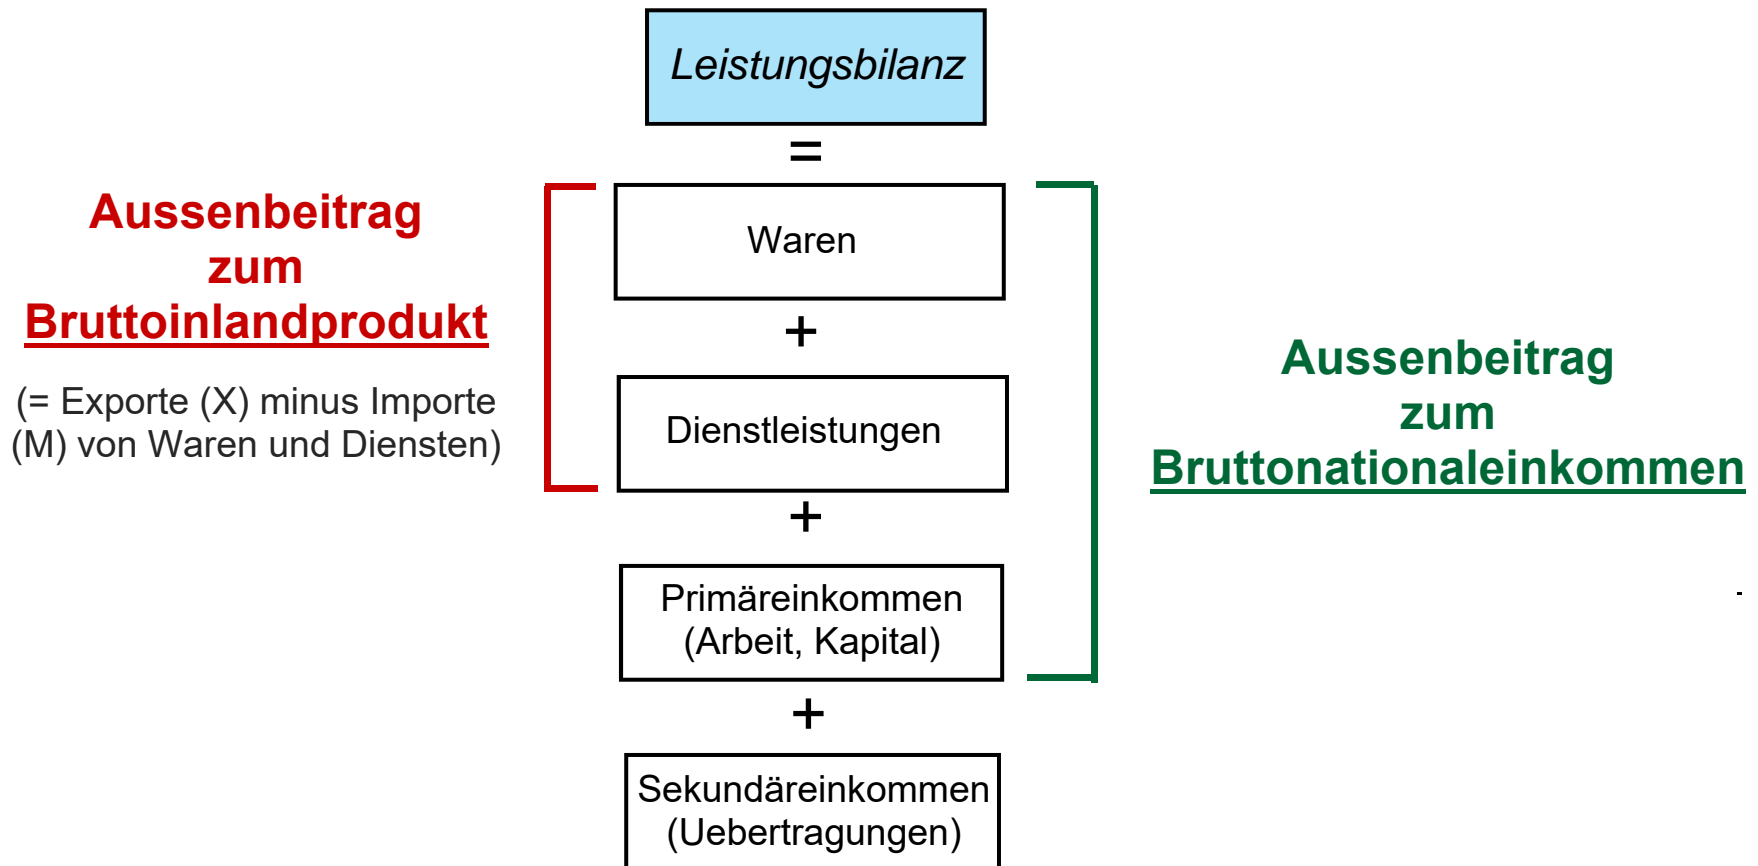 Leistungsbilanz
=
Aussenbeitrag
zum
Bruttoinlandprodukt
(= Exporte (X) minus Importe
(M) von Waren und Diensten)
Waren
+
Dienstleistungen
+
Primäreinkommen
(Arbeit, Kapital)
+
Sekundäreinkommen
(Uebertragungen)
Aussenbeitrag
zum
Bruttonationaleinkommen
-